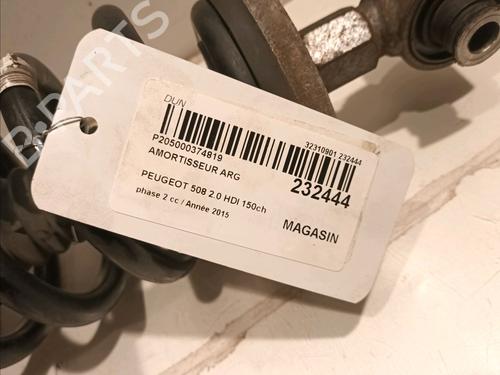 DUN
P205000374819
AMORTISSEUR ARG
32310901 232444
232444
PEUGEOT 508 2.0 HDI 150ch
phase 2 cc / Année 2015
MAGASIN
B-PARTS